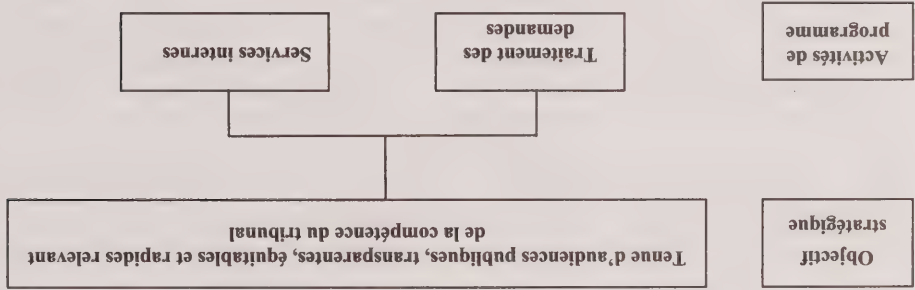 Objectif
stratégique
Tenue d'audiences publiques, transparentes, équitables et rapides relevant
de la compétence du tribunal
Activités de
programme
Traitement des
demandes
Services internes